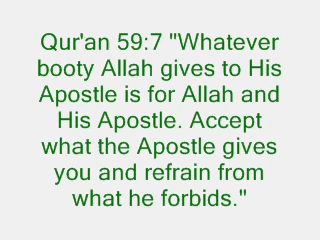 Qur'an 59:7 "Whatever
booty Allah gives to His
Apostle is for Allah and
His Apostle. Accept
what the Apostle gives
you and refrain from
what he forbids."